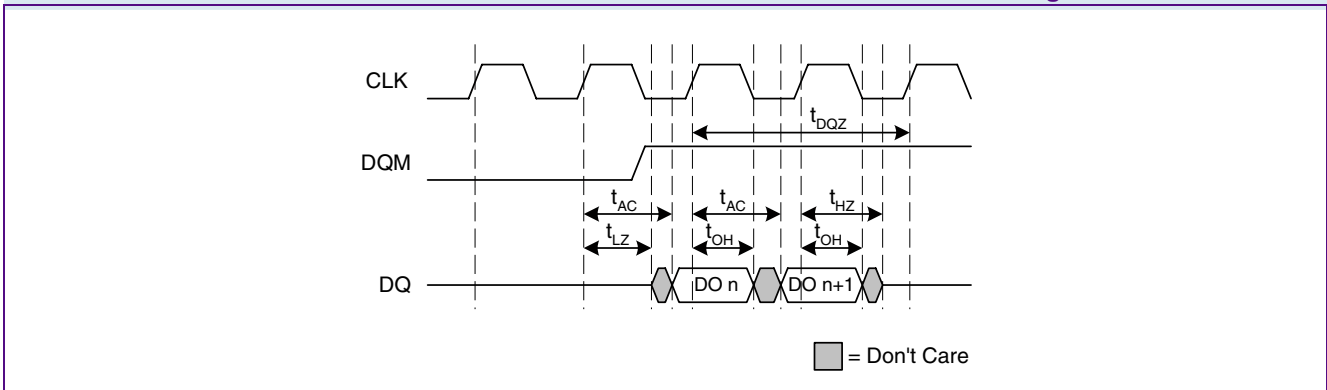 CLK
tDQZ
DQM
tAC tAC tHZ
tLZ tOH tOH
DQ DO n DO n+1
= Don't Care